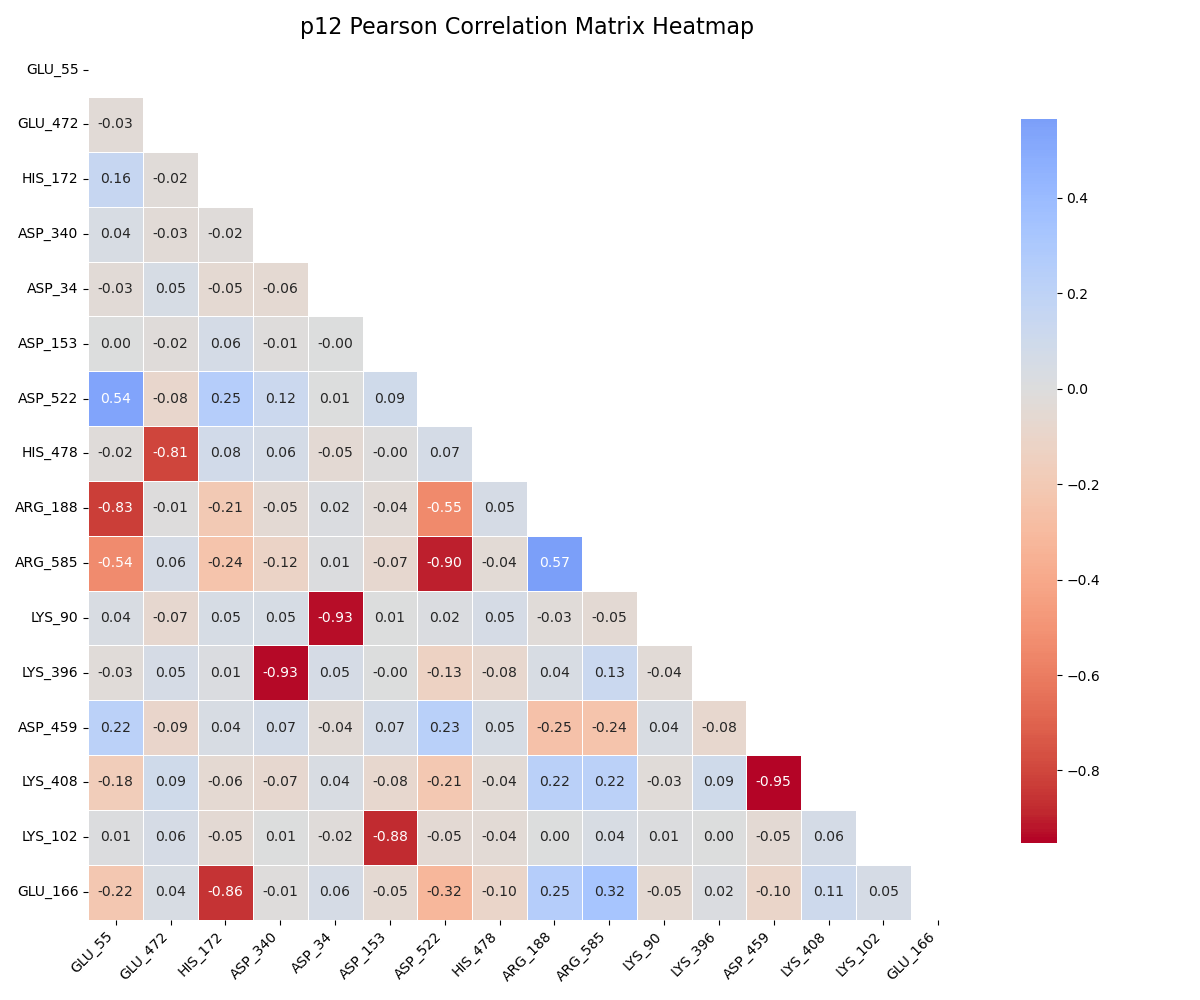 p12 Pearson Correlation Matrix Heatmap
GLU_55
GLU_472 -0.03
HIS_172 0.16 -0.02
ASP_340 0.04 -0.03 -0.02
ASP_34 -0.03 0.05 -0.05 -0.06
ASP_153 0.00 -0.02 0.06 -0.01 -0.00
ASP_522 0.54 -0.08 0.25 0.12 0.01 0.09
HIS_478 -0.02 -0.81 0.08 0.06 -0.05 -0.00 0.07
ARG_188 -0.83 -0.01 -0.21 -0.05 0.02 -0.04 -0.55 0.05
ARG_585 -0.54 0.06 -0.24 -0.12 0.01 -0.07 -0.90 -0.04 0.57
LYS_90 0.04 -0.07 0.05 0.05 -0.93 0.01 0.02 0.05 -0.03 -0.05
LYS_396 -0.03 0.05 0.01 -0.93 0.05 -0.00 -0.13 -0.08 0.04 0.13 -0.04
ASP_459 0.22 -0.09 0.04 0.07 -0.04 0.07 0.23 0.05 -0.25 -0.24 0.04 -0.08
LYS_408 -0.18 0.09 -0.06 -0.07 0.04 -0.08 -0.21 -0.04 0.22 0.22 -0.03 0.09 -0.95
LYS_102 0.01 0.06 -0.05 0.01 -0.02 -0.88 -0.05 -0.04 0.00 0.04 0.01 0.00 -0.05 0.06
GLU_166 -0.22 0.04 -0.86 -0.01 0.06 -0.05 -0.32 -0.10 0.25 0.32 -0.05 0.02 -0.10 0.11 0.05
GLU_55 GLU_472 HIS_172 ASP_340 ASP_34 ASP_153 ASP_522 HIS_478 ARG_188 ARG_585 LYS_90 LYS_396 ASP_459 LYS_408 LYS_102 GLU_166
0.4
0.2
0.0
−0.2
−0.4
−0.6
−0.8